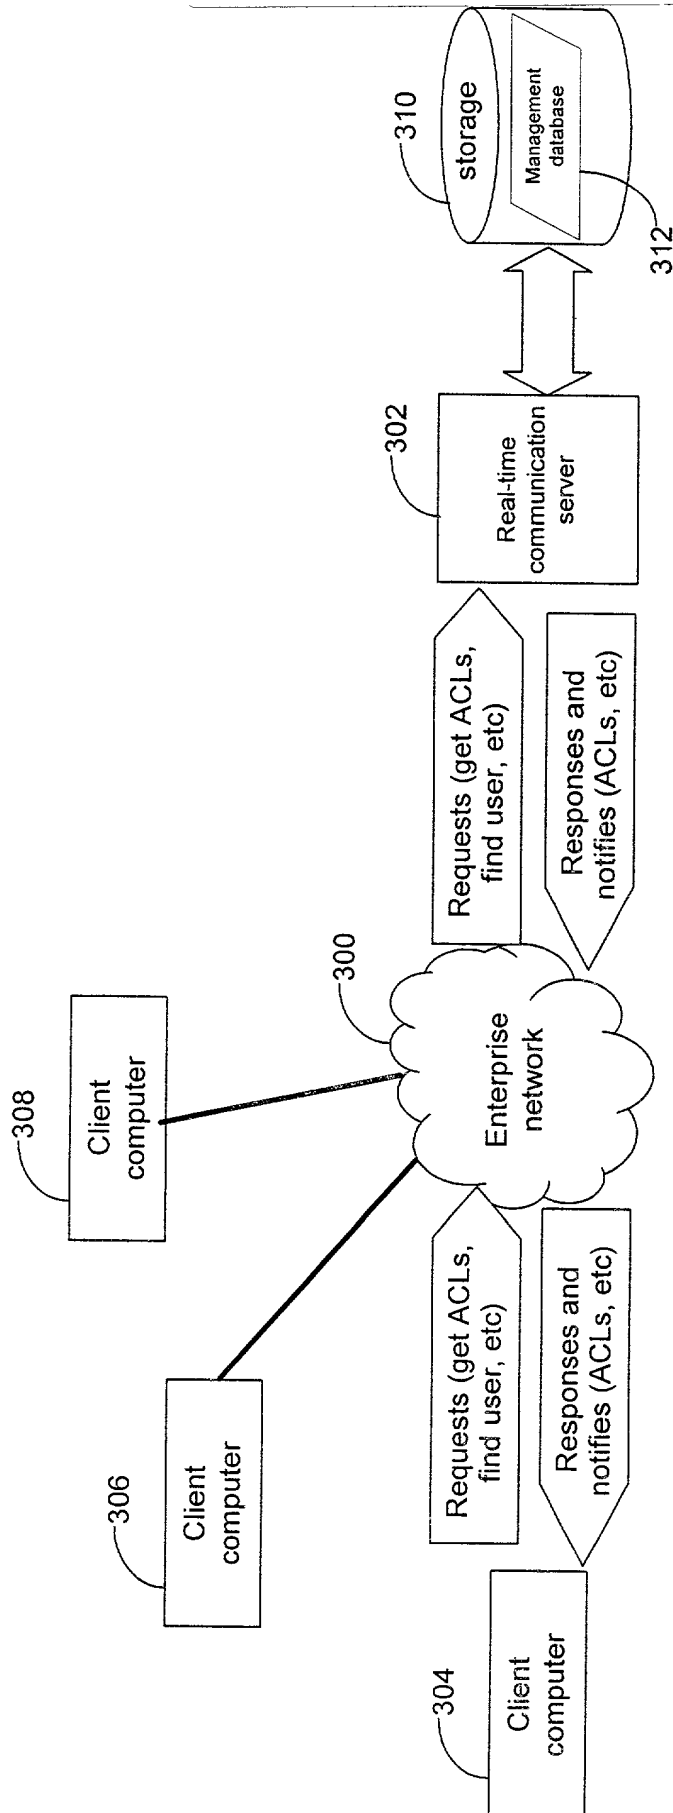 308
Client
computer
306
Client
computer
304
Client
computer
Requests (get ACLs,
find user, etc)
Responses and
notifies (ACLs, etc)
300
Enterprise
network
Requests (get ACLs,
find user, etc)
Responses and
notifies (ACLs, etc)
302
Real-time
communication
server
310
storage
Management
database
312